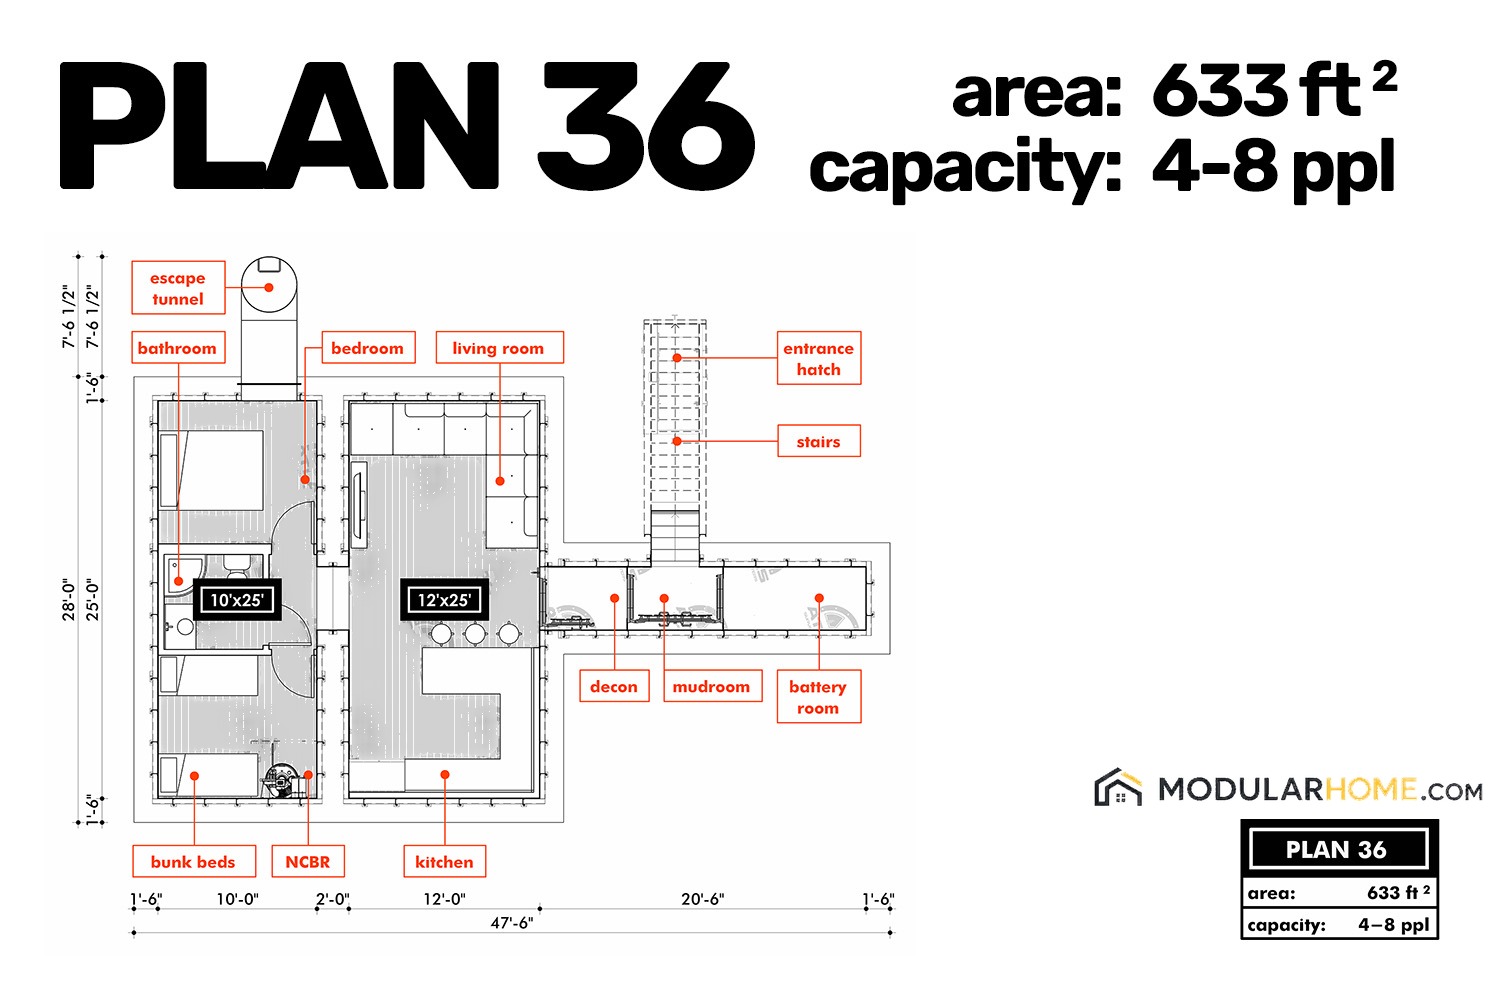 PLAN 36
area: 633 ft ²
capacity: 4-8 ppl
7'-6 1/2"
7'-6 1/2"
escape
tunnel
bathroom
bedroom
living room
entrance
hatch
1'-6"
stairs
28'-0"
25'-0"
10'x25'
12'x25'
decon
mudroom
battery
room
1'-6"
bunk beds
NCBR
kitchen
1'-6"
10'-0"
2'-0"
12'-0"
20'-6"
1'-6"
47'-6"
MODULARHOME.COM
PLAN 36
area: 633 ft ²
capacity: 4–8 ppl